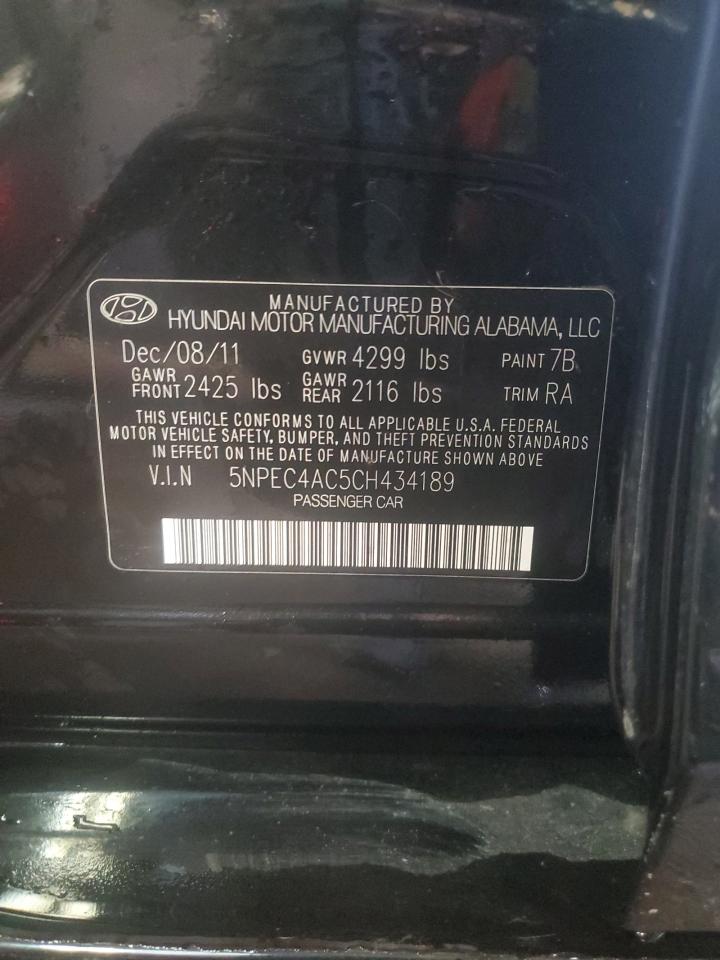 MANUFACTURED BY
HYUNDAI MOTOR MANUFACTURING ALABAMA, LLC
Dec/08/11 GVWR 4299 lbs PAINT 7B
GAWR FRONT 2425 lbs GAWR REAR 2116 lbs TRIM RA
THIS VEHICLE CONFORMS TO ALL APPLICABLE U.S.A. FEDERAL
MOTOR VEHICLE SAFETY, BUMPER, AND THEFT PREVENTION STANDARDS
IN EFFECT ON THE DATE OF MANUFACTURE SHOWN ABOVE
V.I.N 5NPEC4AC5CH434189
PASSENGER CAR